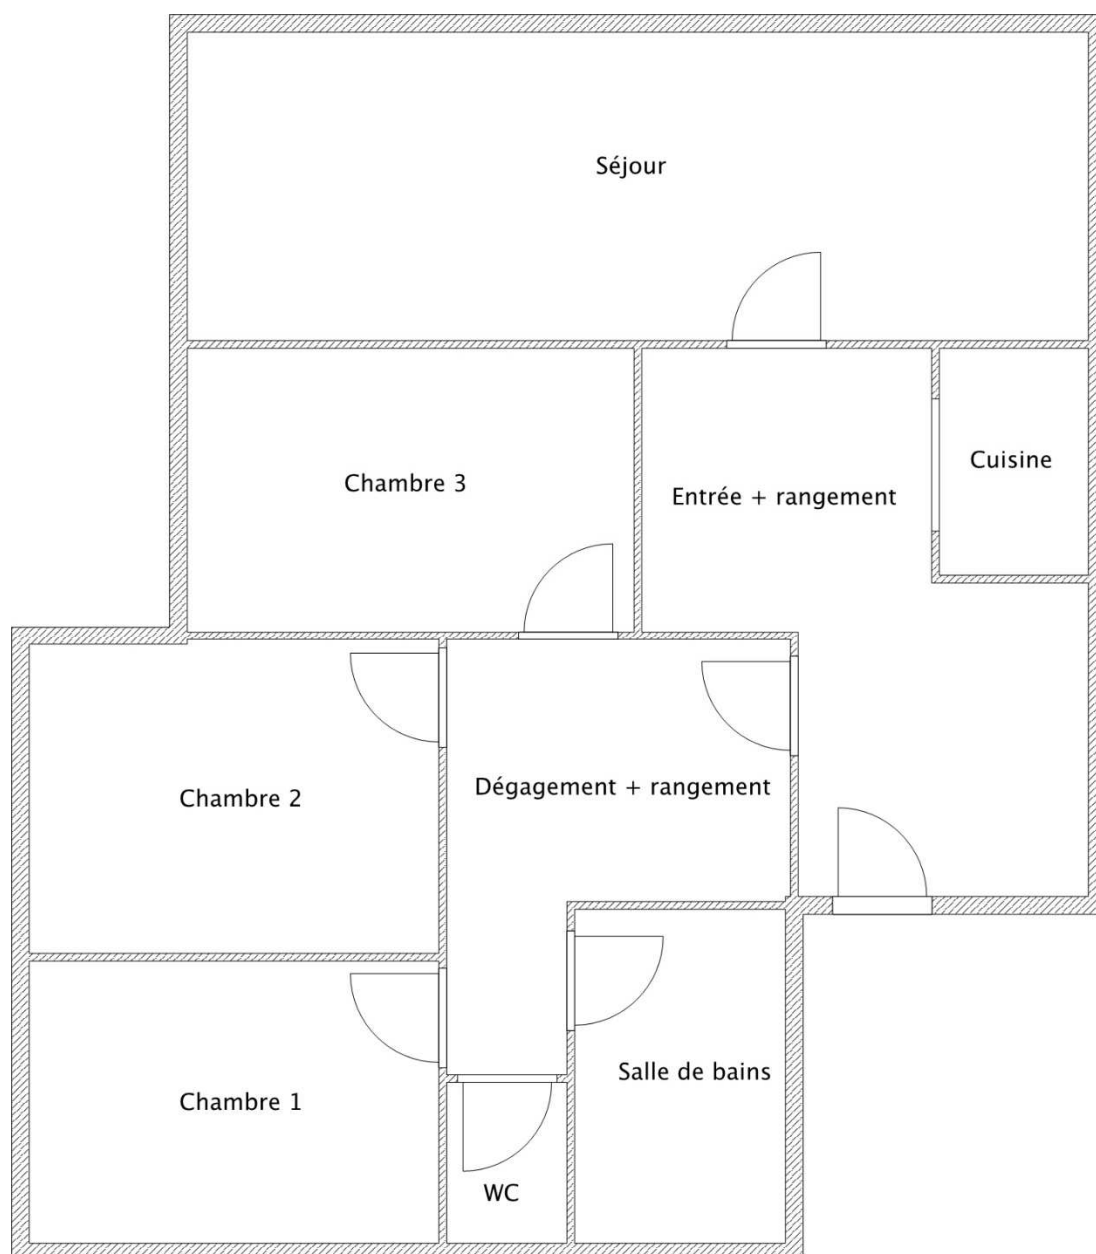 Séjour
Cuisine
Chambre 3
Entrée + rangement
Dégagement + rangement
Chambre 2
Salle de bains
Chambre 1
WC